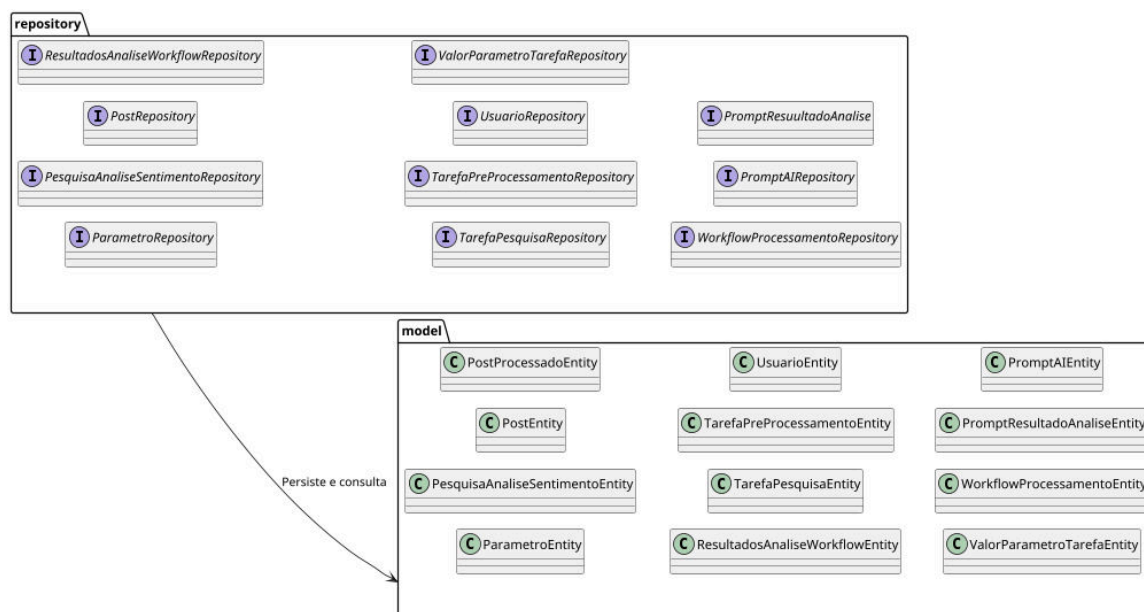 repository
I ResultadosAnaliseWorkflowRepository
I ValorParametroTarefaRepository
I PostRepository
I UsuarioRepository
I PromptResuultadoAnalise
I PesquisaAnaliseSentimentoRepository
I TarefaPreProcessamentoRepository
I PromptAIRepository
I ParametroRepository
I TarefaPesquisaRepository
I WorkflowProcessamentoRepository
Persiste e consulta
model
C PostProcessadoEntity
C UsuarioEntity
C PromptAIEntity
C PostEntity
C TarefaPreProcessamentoEntity
C PromptResultadoAnaliseEntity
C PesquisaAnaliseSentimentoEntity
C TarefaPesquisaEntity
C WorkflowProcessamentoEntity
C ParametroEntity
C ResultadosAnaliseWorkflowEntity
C ValorParametroTarefaEntity